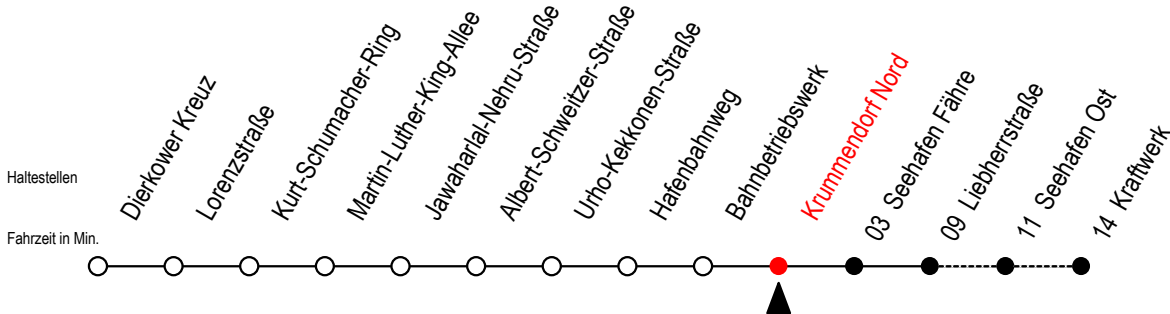 Haltestellen
Fahrzeit in Min.
Dierkower Kreuz
Lorenzstraße
Kurt-Schumacher-Ring
Martin-Luther-King-Allee
Jawaharlal-Nehru-Straße
Albert-Schweitzer-Straße
Urho-Kekkonen-Straße
Hafenbahnweg
Bahnbetriebswerk
Krummendorf Nord
03 Seehafen Fähre
09 Liebherrstraße
11 Seehafen Ost
14 Kraftwerk